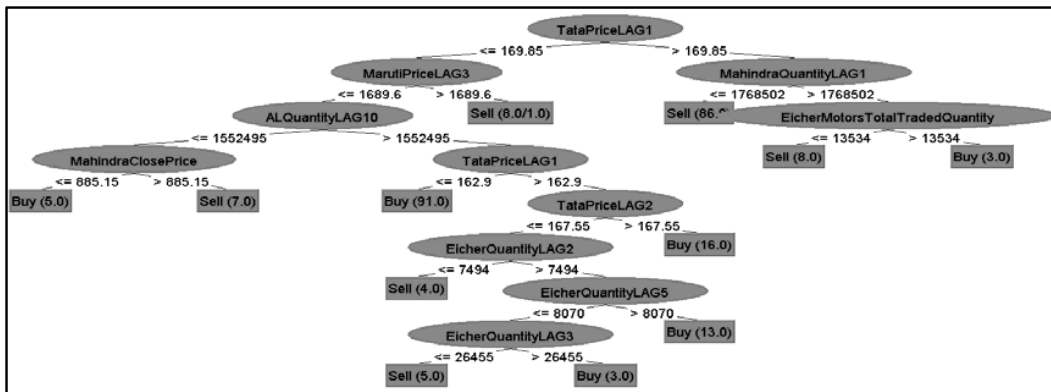 TataPriceLAG1
<= 169.85 > 169.85
MarutiPriceLAG3 MahindraQuantityLAG1
<= 1689.6 > 1689.6 <= 1768502 > 1768502
ALQuantityLAG10 Sell (8.0/1.0) Sell (86. EicherMotorsTotalTradedQuantity
<= 1552495 > 1552495 <= 13534 > 13534
MahindraClosePrice TataPriceLAG1 Sell (8.0) Buy (3.0)
<= 885.15 > 885.15 <= 162.9 > 162.9
Buy (5.0) Sell (7.0) Buy (91.0) TataPriceLAG2
<= 167.55 > 167.55
EicherQuantityLAG2 Buy (16.0)
<= 7494 > 7494
Sell (4.0) EicherQuantityLAG5
<= 8070 > 8070
EicherQuantityLAG3 Buy (13.0)
<= 26455 > 26455
Sell (5.0) Buy (3.0)